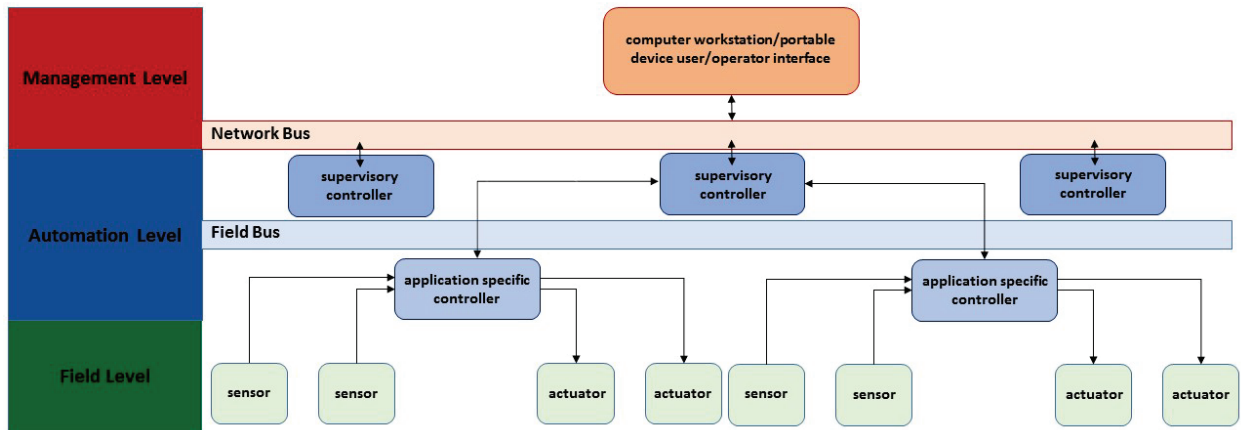 Management Level
computer workstation/portable
device user/operator interface
Network Bus
Automation Level
supervisory
controller
supervisory
controller
supervisory
controller
Field Bus
application specific
controller
application specific
controller
Field Level
sensor
sensor
actuator
actuator
sensor
sensor
actuator
actuator